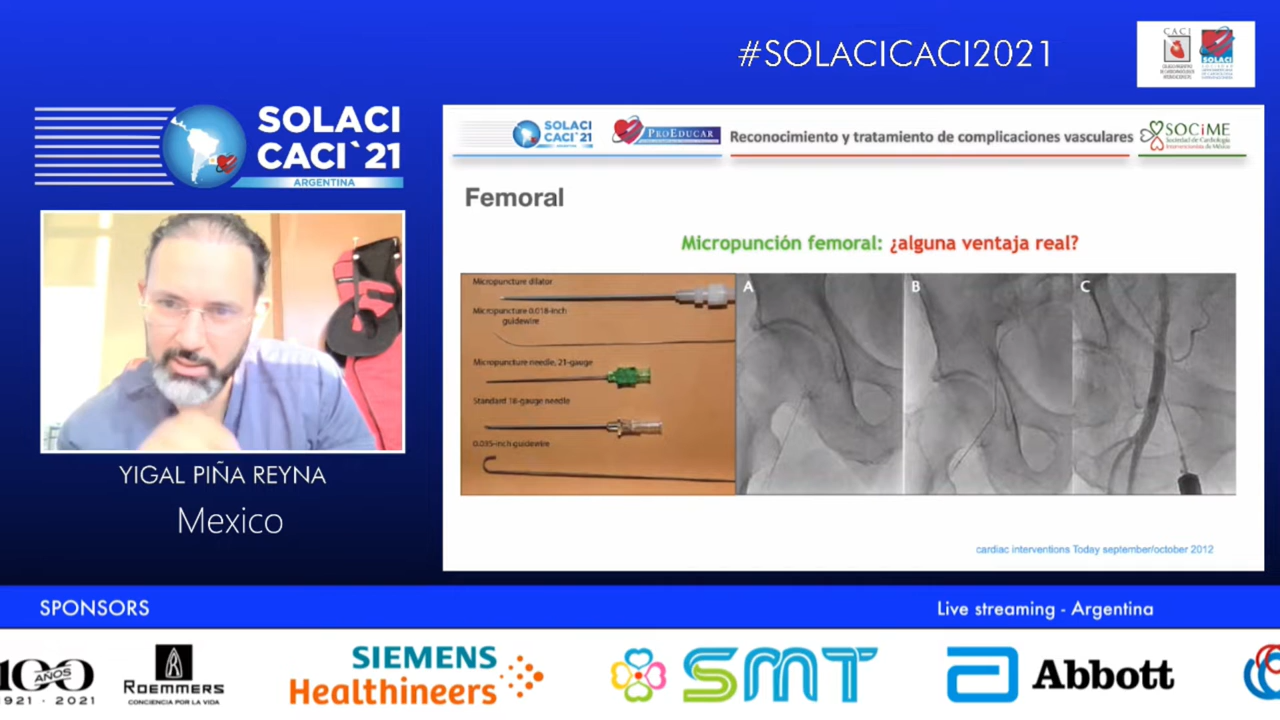 #SOLACICACI2021
CACI
SOLACI
SOLACI
CACI`21
ARGENTINA
SOLACI
CACI`21
ARGENTINA
PROEDUCAR
Reconocimiento y tratamiento de complicaciones vasculares
SOCiME
Sociedad de Cardiología
Intervencionista de México
Femoral
Micropunción femoral: ¿alguna ventaja real?
Micropuncture dilator
Micropuncture 0.018-inch
guidewire
Micropuncture needle, 21-gauge
Standard 18-gauge needle
0.035-inch guidewire
A
B
C
cardiac interventions Today september/october 2012
YIGAL PIÑA REYNA
Mexico
SPONSORS
Live streaming - Argentina
100
AÑOS
1921 - 2021
ROEMMERS
CONCIENCIA POR LA VIDA
SIEMENS
Healthineers
SMT
Abbott